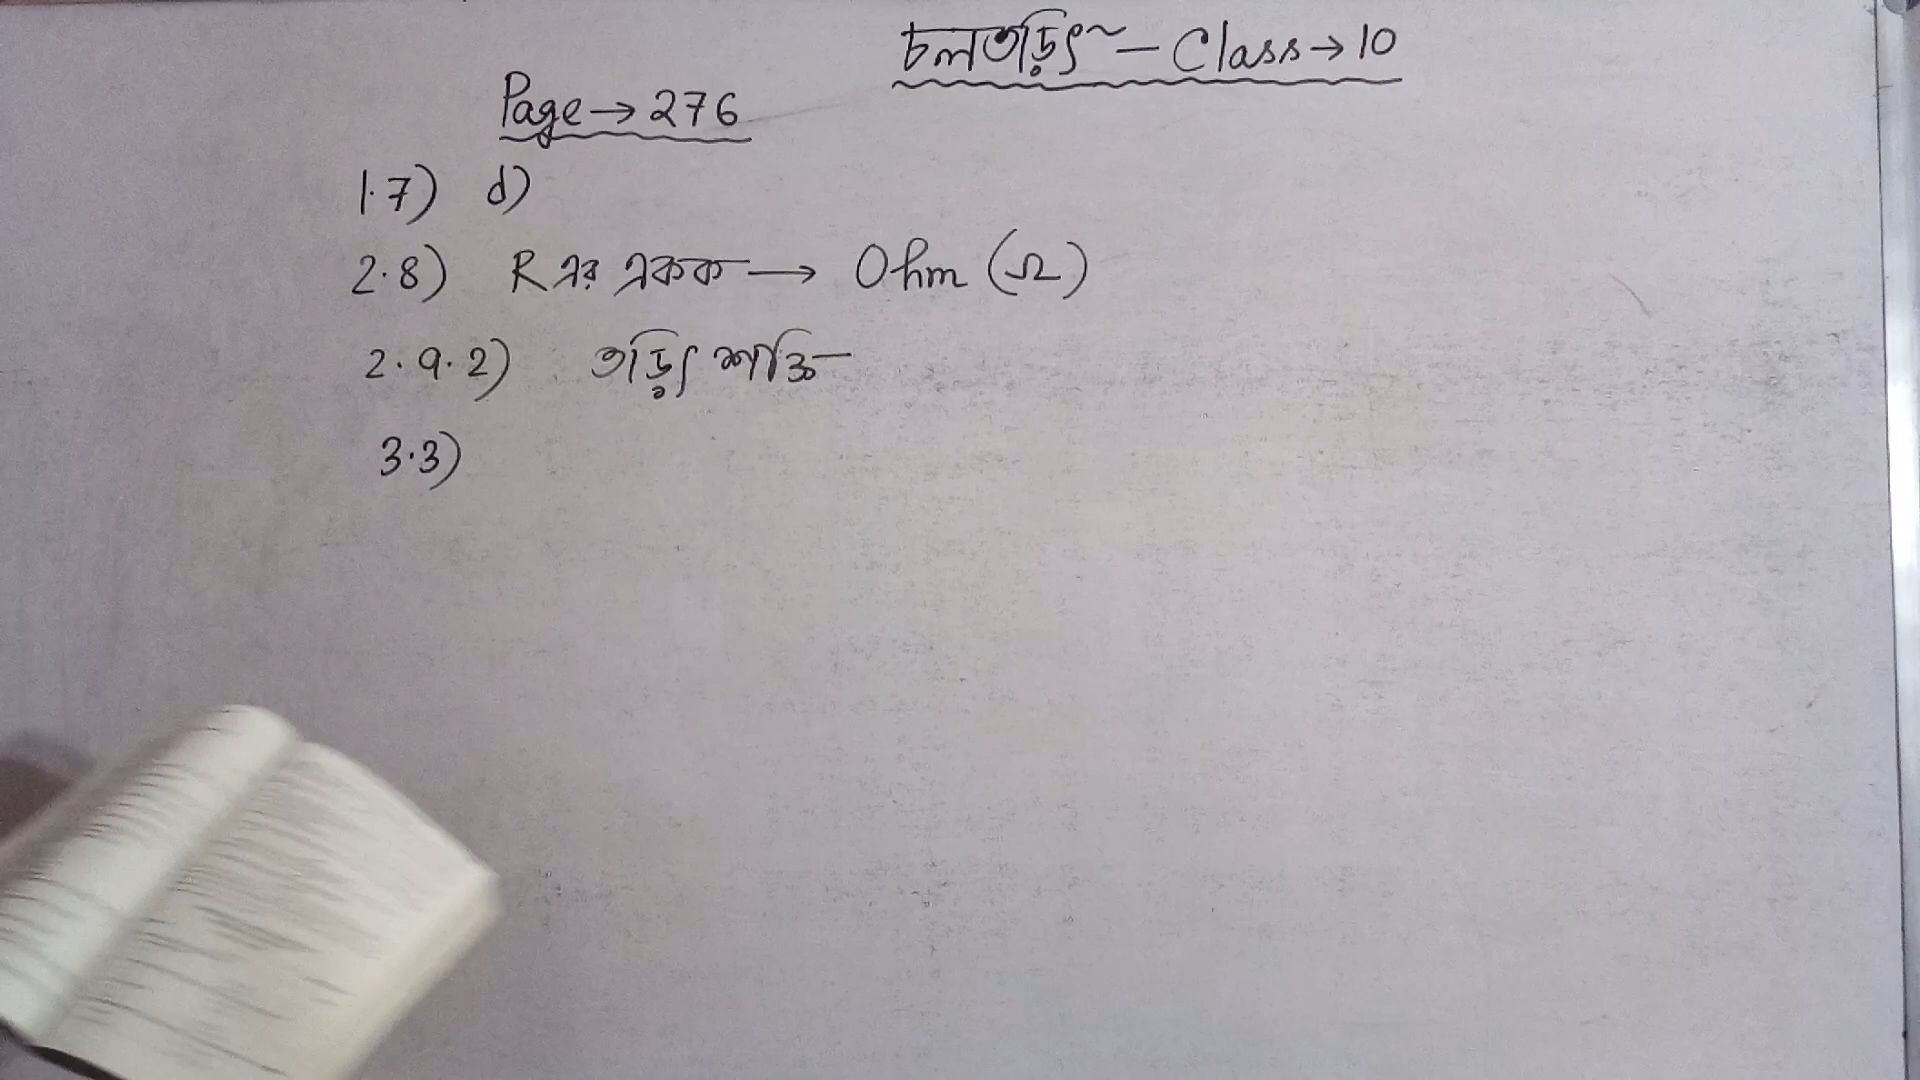 চলতড়িৎ — Class → 10
Page → 276
1.7) d)
2.8) R এর একক → Ohm (Ω)
2.9.2) তড়িৎ শক্তি
3.3)